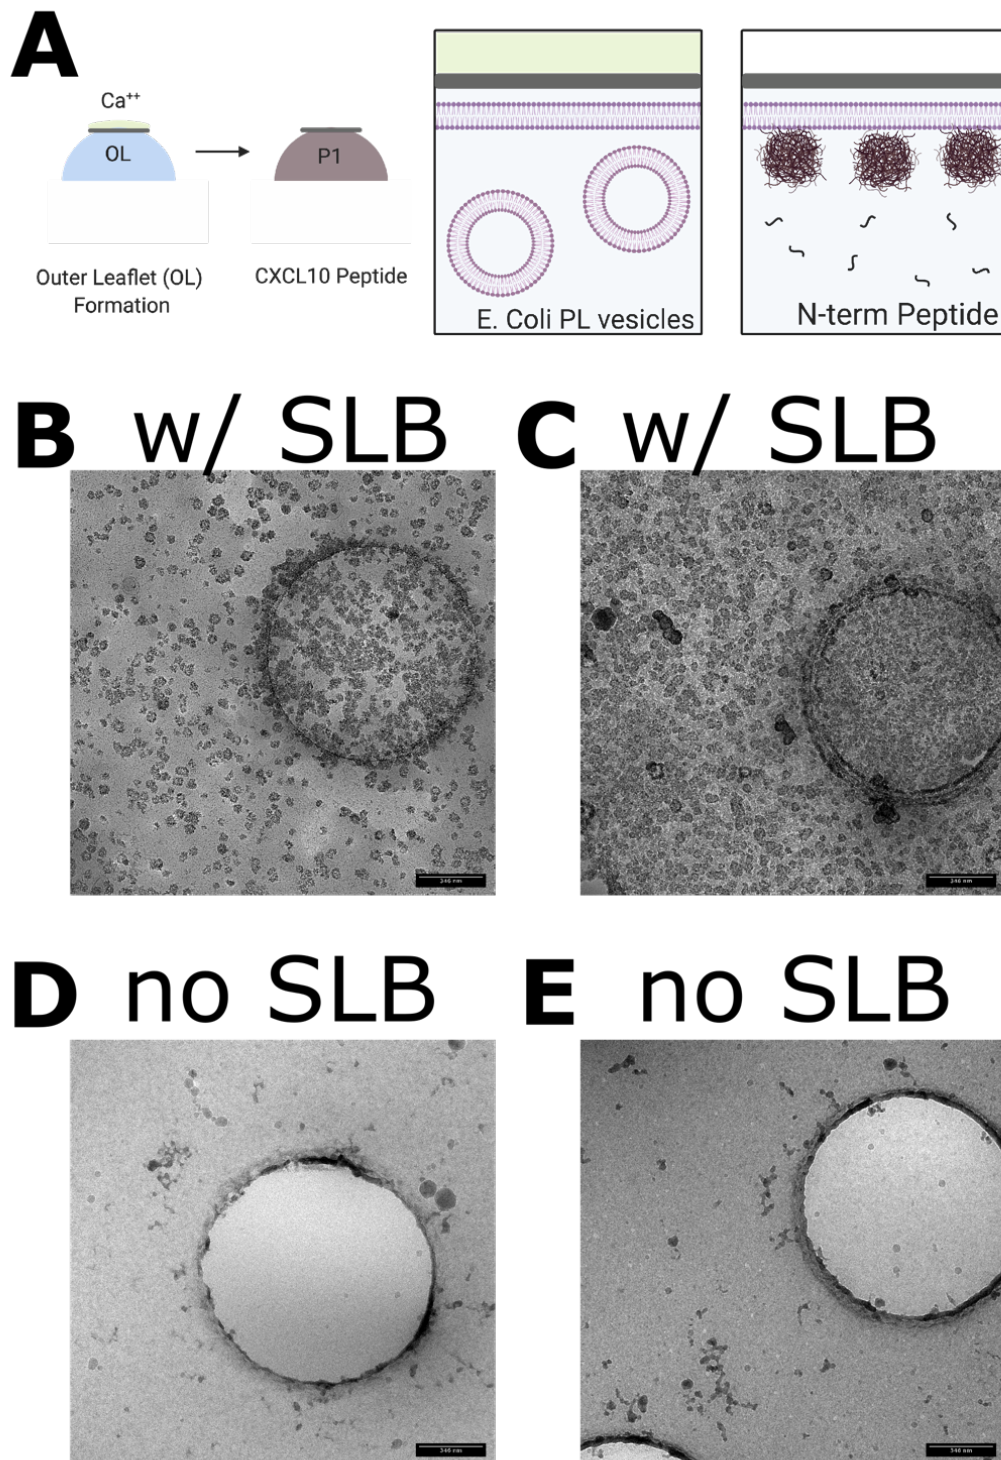 A
Ca⁺⁺
OL
P1
Outer Leaflet (OL)
Formation
CXCL10 Peptide
E. Coli PL vesicles
N-term Peptide
B w/ SLB
C w/ SLB
D no SLB
E no SLB